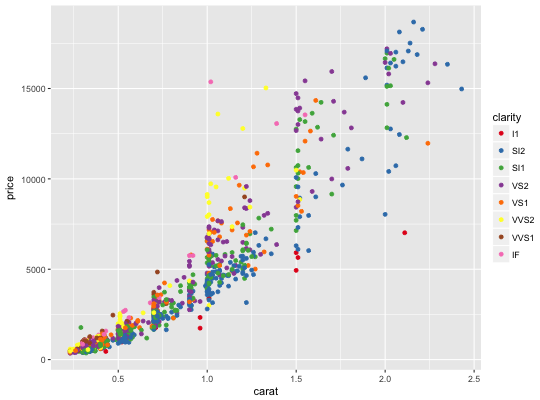 15000
10000
5000
0
price
0.5
1.0
1.5
2.0
2.5
carat
clarity
I1
SI2
SI1
VS2
VS1
VVS2
VVS1
IF